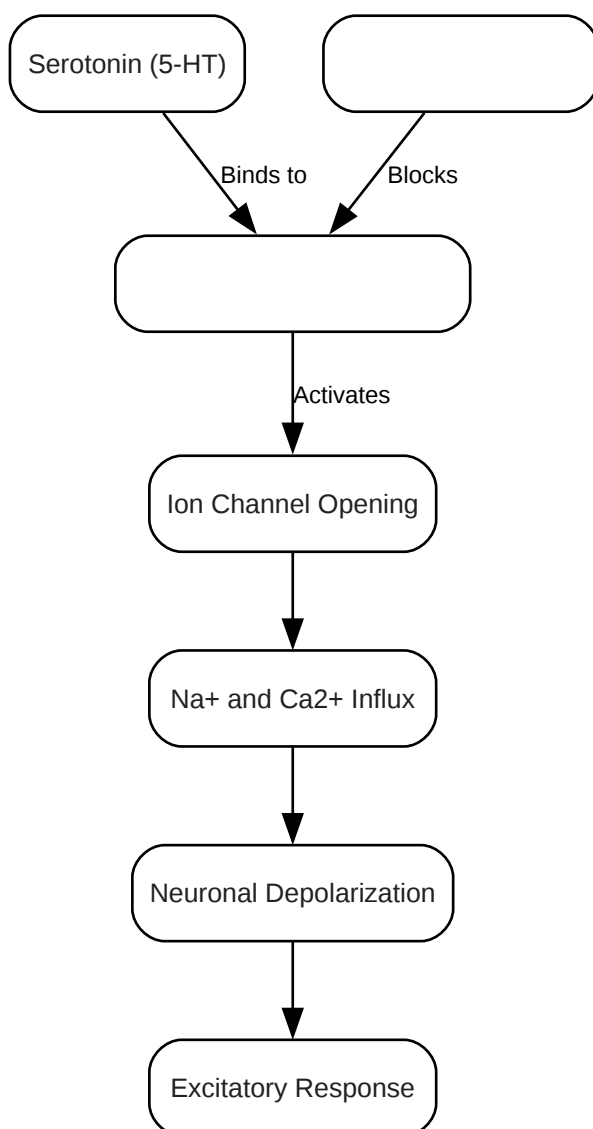 Serotonin (5-HT)
Binds to
Blocks
Activates
Ion Channel Opening
Na+ and Ca2+ Influx
Neuronal Depolarization
Excitatory Response